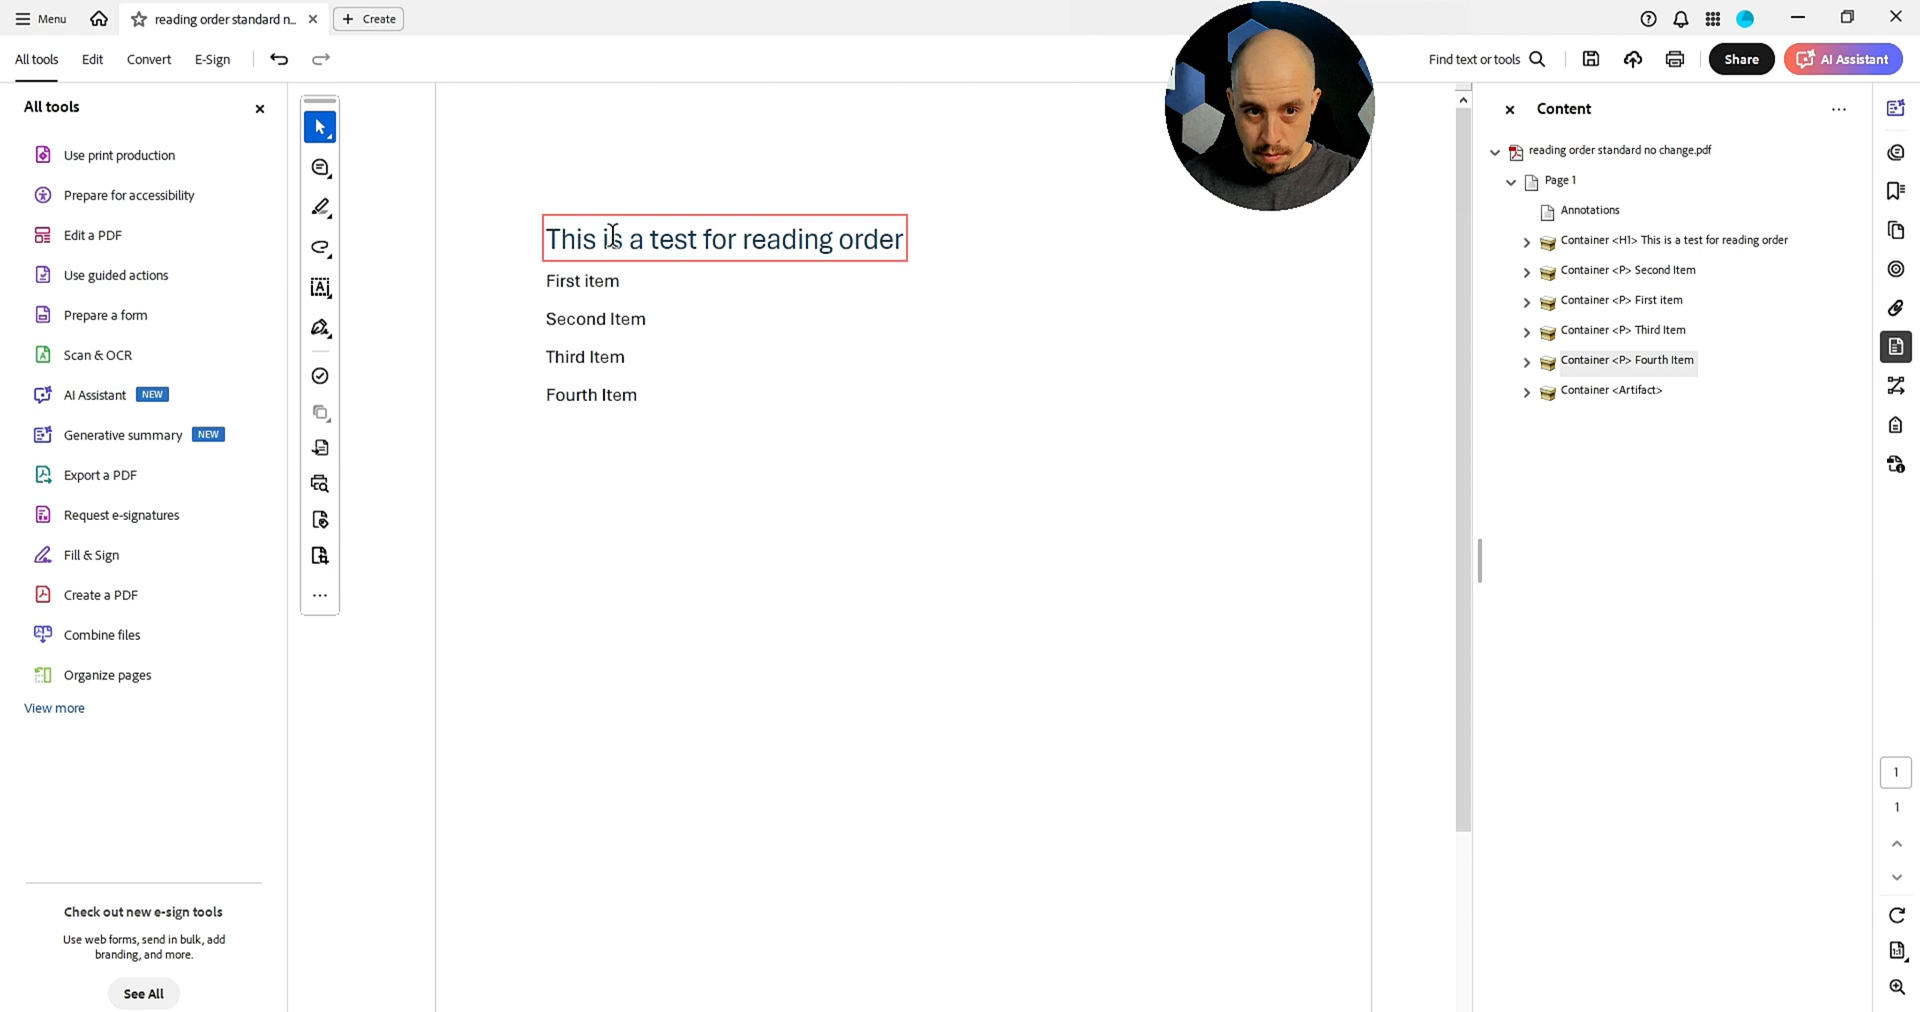 Menu
reading order standard n...
Create
All tools
Edit
Convert
E-Sign
Find text or tools
Share
AI Assistant
All tools
Use print production
Prepare for accessibility
Edit a PDF
Use guided actions
Prepare a form
Scan & OCR
AI Assistant NEW
Generative summary NEW
Export a PDF
Request e-signatures
Fill & Sign
Create a PDF
Combine files
Organize pages
View more
Check out new e-sign tools
Use web forms, send in bulk, add
branding, and more.
See All
This is a test for reading order
First item
Second Item
Third Item
Fourth Item
Content
reading order standard no change.pdf
Page 1
Annotations
Container <H1> This is a test for reading order
Container <P> Second Item
Container <P> First item
Container <P> Third Item
Container <P> Fourth Item
Container <Artifact>
1
1